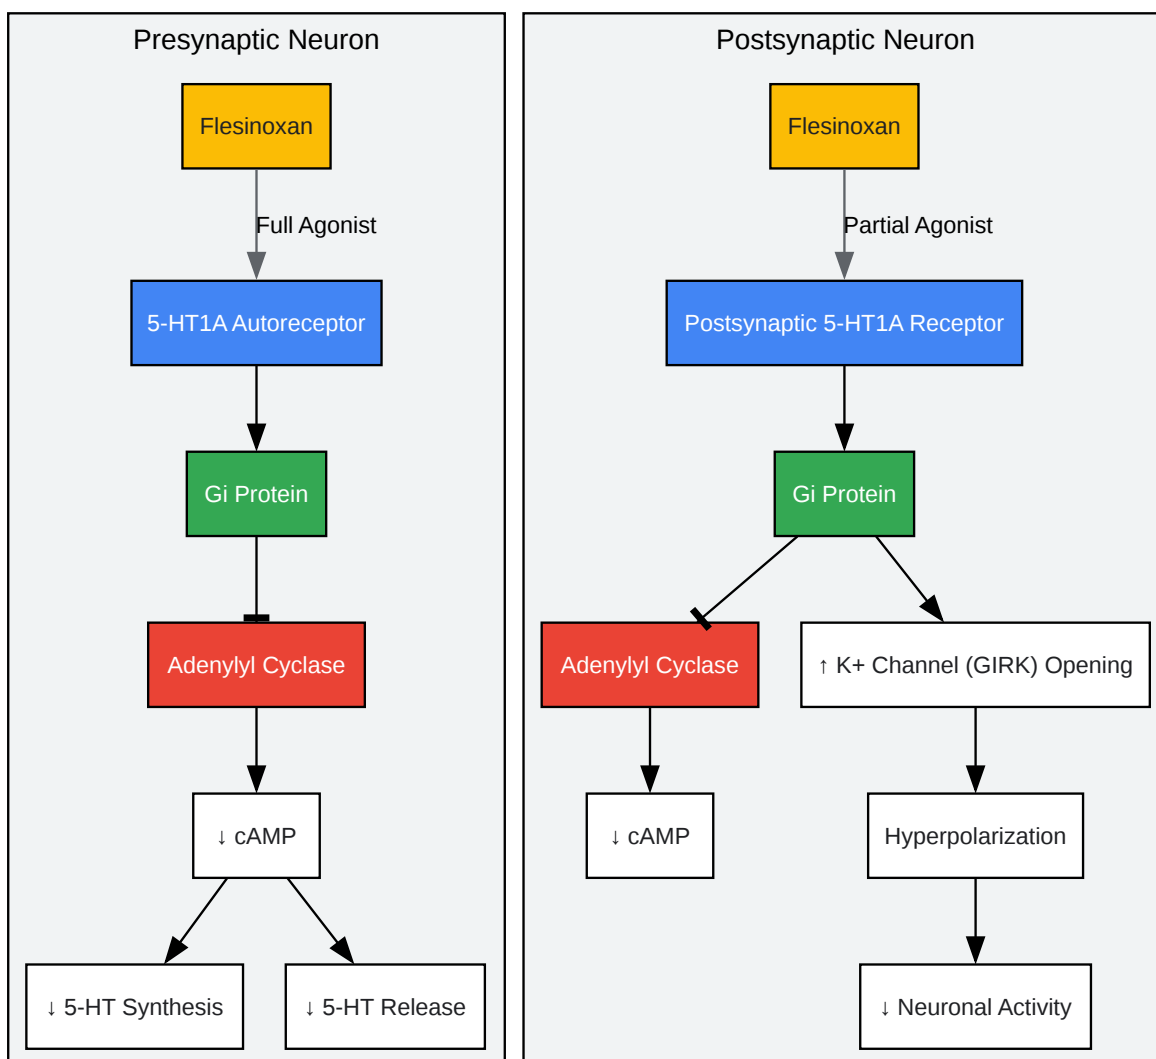 Presynaptic Neuron
Flesinoxan
Full Agonist
5-HT1A Autoreceptor
Gi Protein
Adenylyl Cyclase
↓ cAMP
↓ 5-HT Synthesis
↓ 5-HT Release
Postsynaptic Neuron
Flesinoxan
Partial Agonist
Postsynaptic 5-HT1A Receptor
Gi Protein
Adenylyl Cyclase
↑ K+ Channel (GIRK) Opening
↓ cAMP
Hyperpolarization
↓ Neuronal Activity